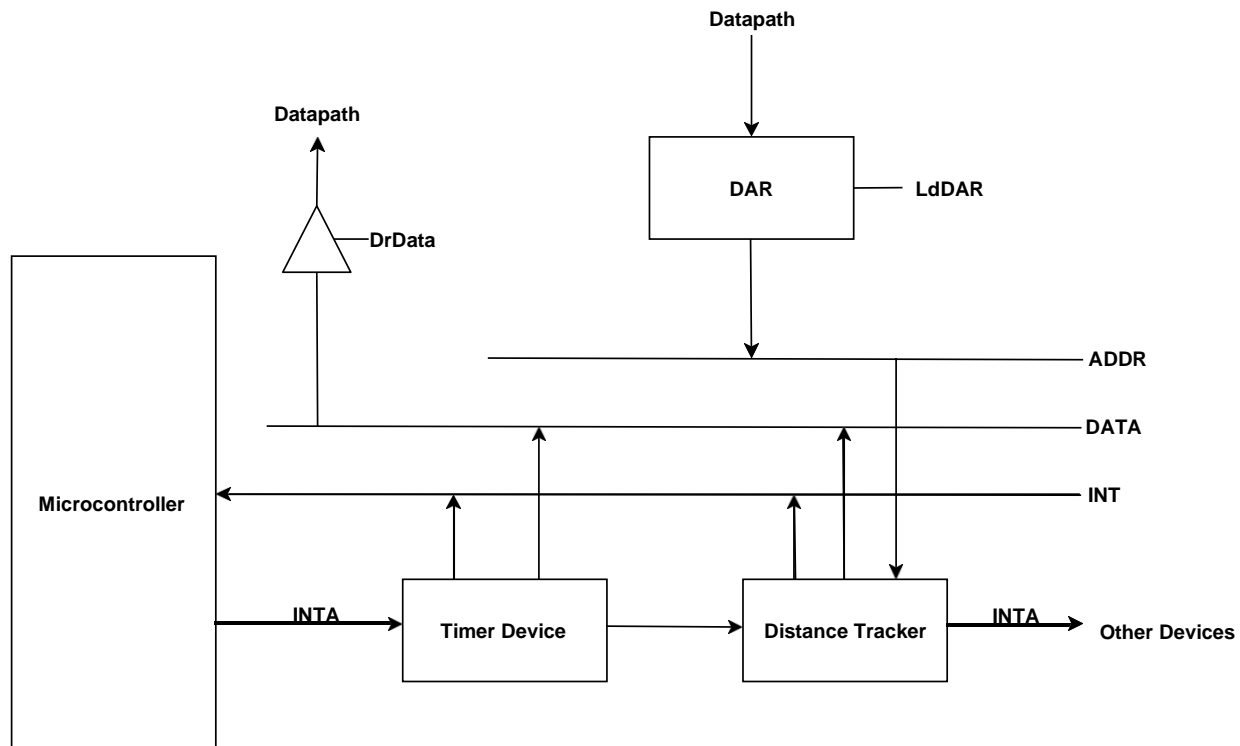 Datapath
Datapath
DAR
LdDAR
DrData
ADDR
DATA
Microcontroller
INT
INTA
Timer Device
Distance Tracker
INTA
Other Devices